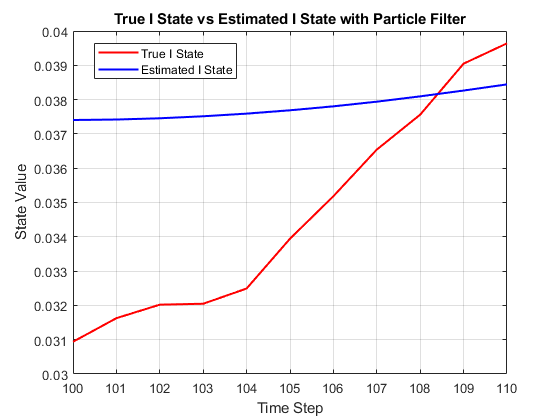 True I State vs Estimated I State with Particle Filter
0.04
True I State
Estimated I State
0.039
0.038
0.037
0.036
0.035
0.034
0.033
0.032
0.031
0.03
State Value
100 101 102 103 104 105 106 107 108 109 110
Time Step